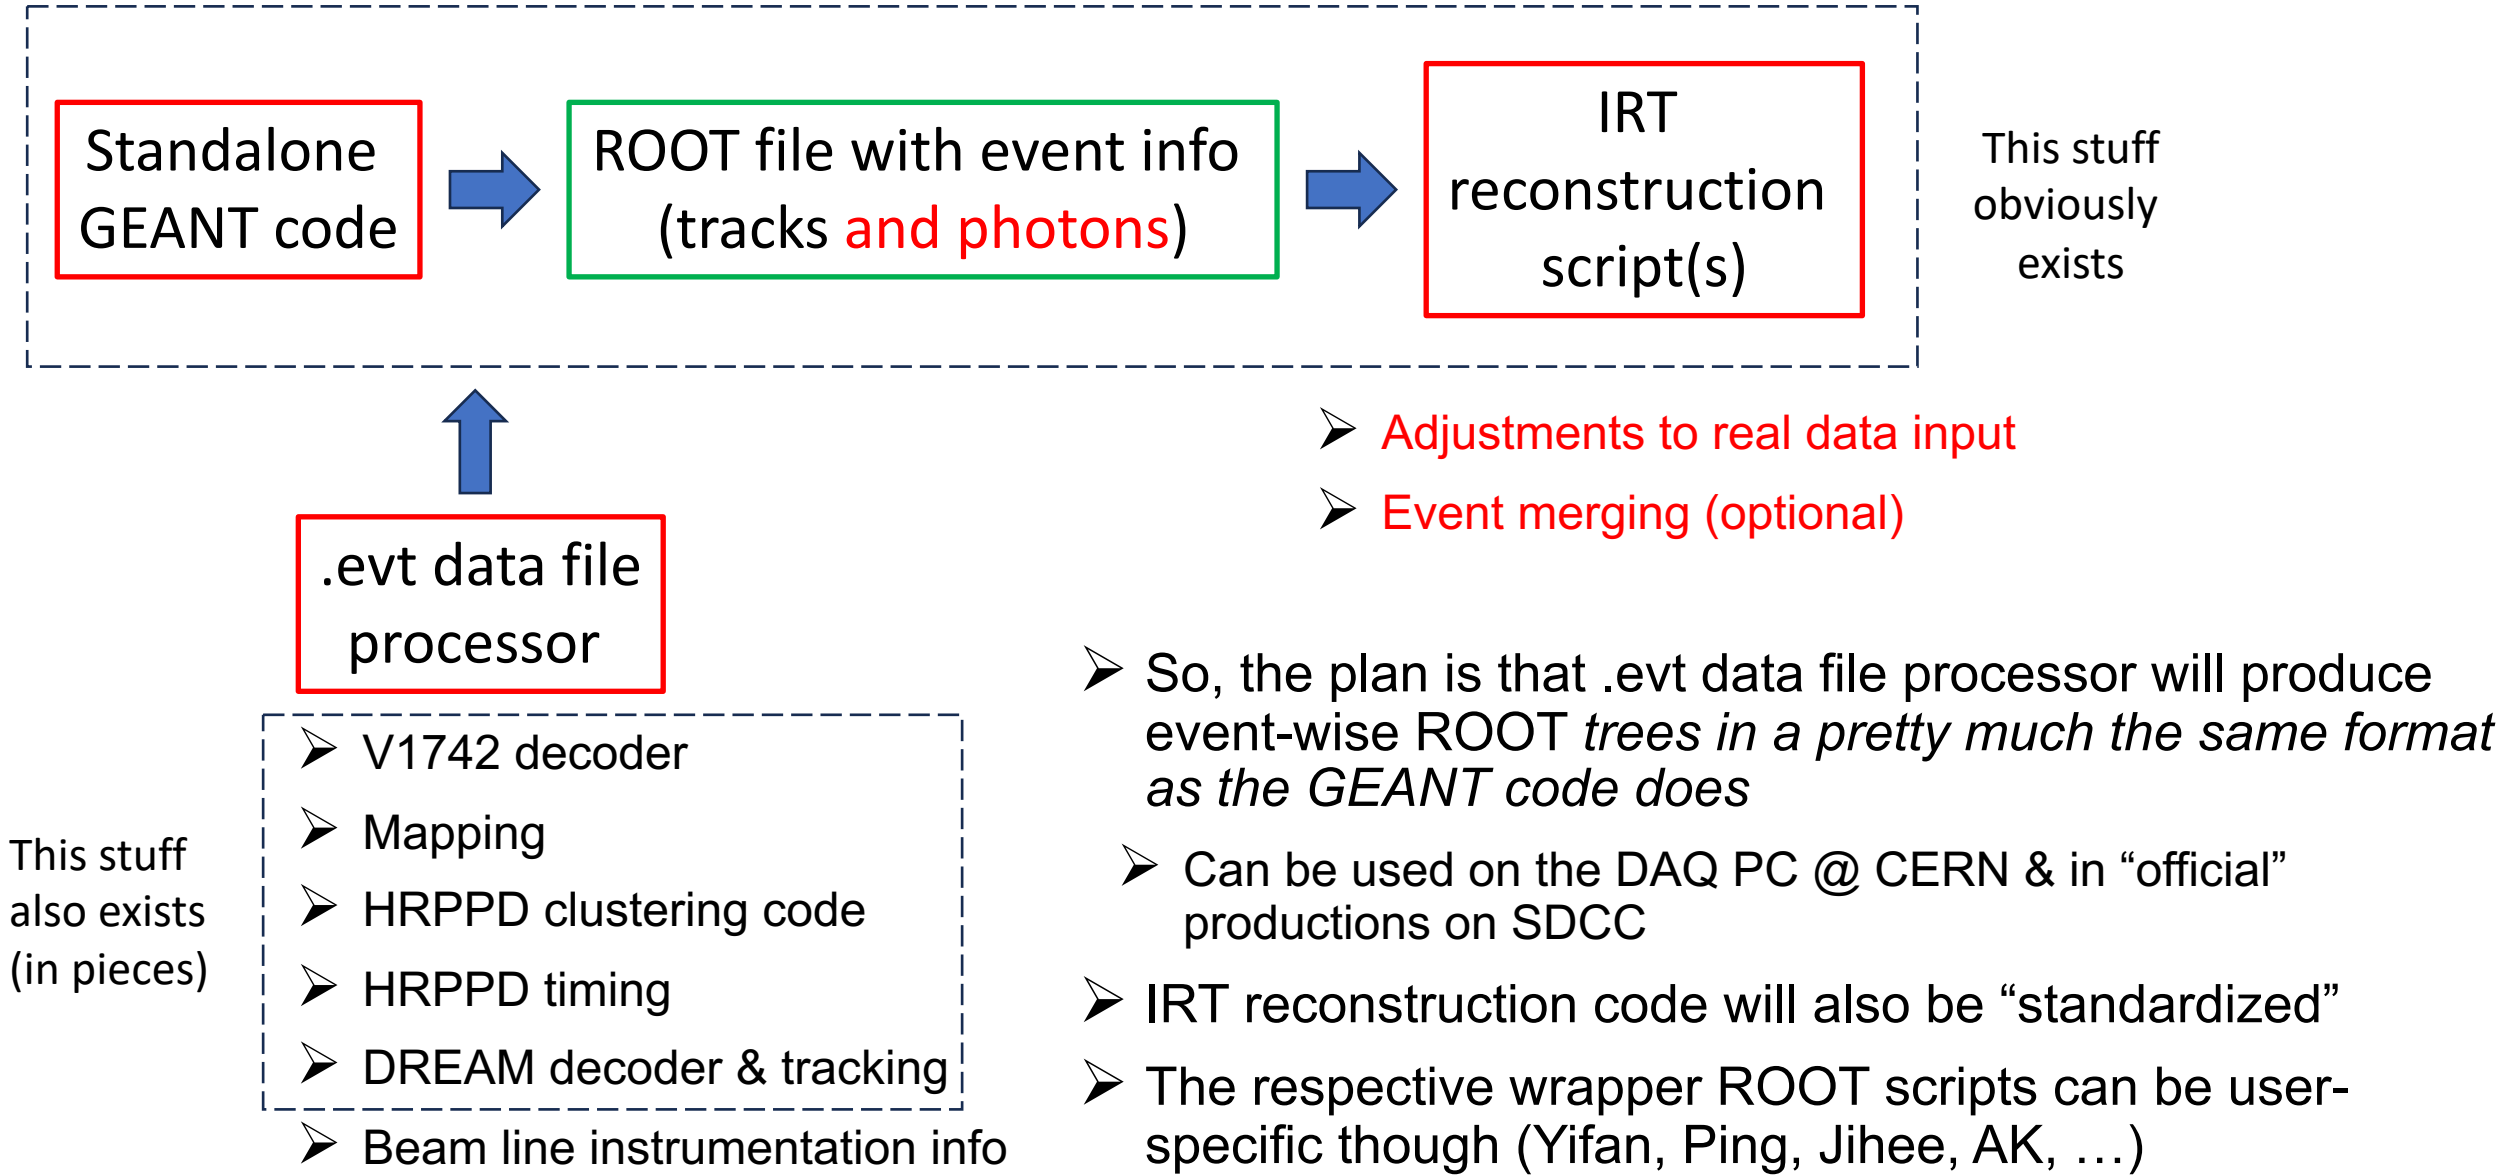 Standalone
GEANT code
ROOT file with event info
(tracks and photons)
IRT
reconstruction
script(s)
This stuff
obviously
exists
Adjustments to real data input
Event merging (optional)
.evt data file
processor
This stuff
also exists
(in pieces)
V1742 decoder
Mapping
HRPPD clustering code
HRPPD timing
DREAM decoder & tracking
Beam line instrumentation info
So, the plan is that .evt data file processor will produce
event-wise ROOT trees in a pretty much the same format
as the GEANT code does
Can be used on the DAQ PC @ CERN & in “official”
productions on SDCC
IRT reconstruction code will also be “standardized”
The respective wrapper ROOT scripts can be user-
specific though (Yifan, Ping, Jihee, AK, …)